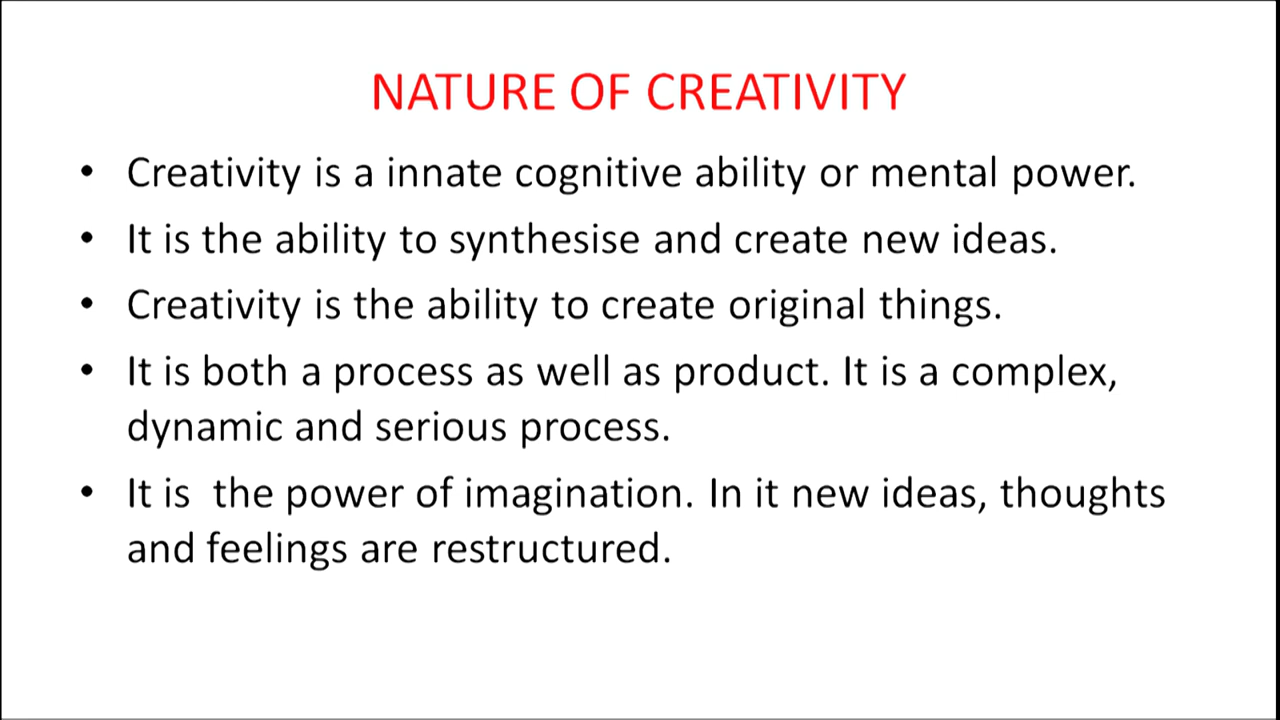 NATURE OF CREATIVITY
• Creativity is a innate cognitive ability or mental power.
• It is the ability to synthesise and create new ideas.
• Creativity is the ability to create original things.
• It is both a process as well as product. It is a complex,
dynamic and serious process.
• It is  the power of imagination. In it new ideas, thoughts
and feelings are restructured.